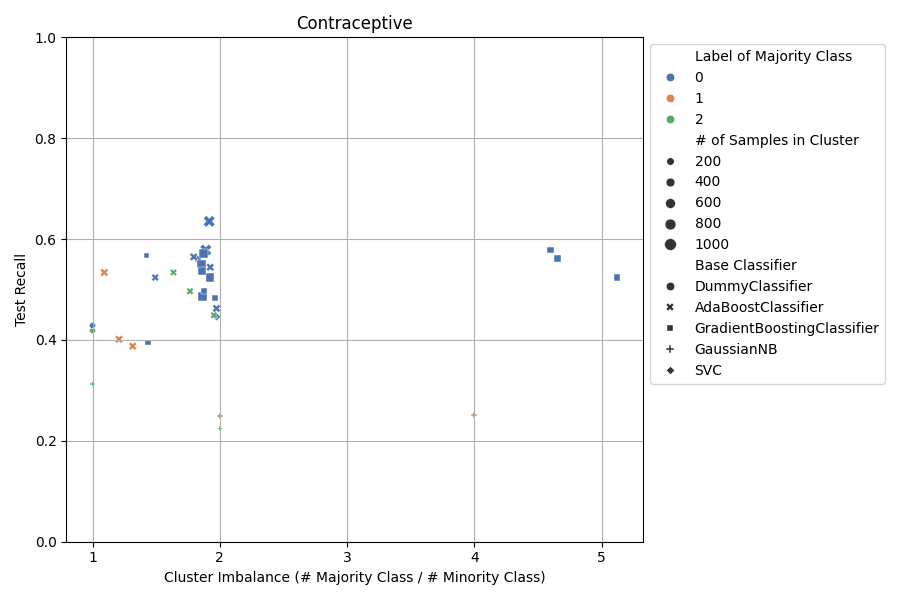 Contraceptive
1.0
0.8
0.6
0.4
0.2
0.0
Test Recall
1
2
3
4
5
Cluster Imbalance (# Majority Class / # Minority Class)
Label of Majority Class
0
1
2
# of Samples in Cluster
200
400
600
800
1000
Base Classifier
DummyClassifier
AdaBoostClassifier
GradientBoostingClassifier
GaussianNB
SVC